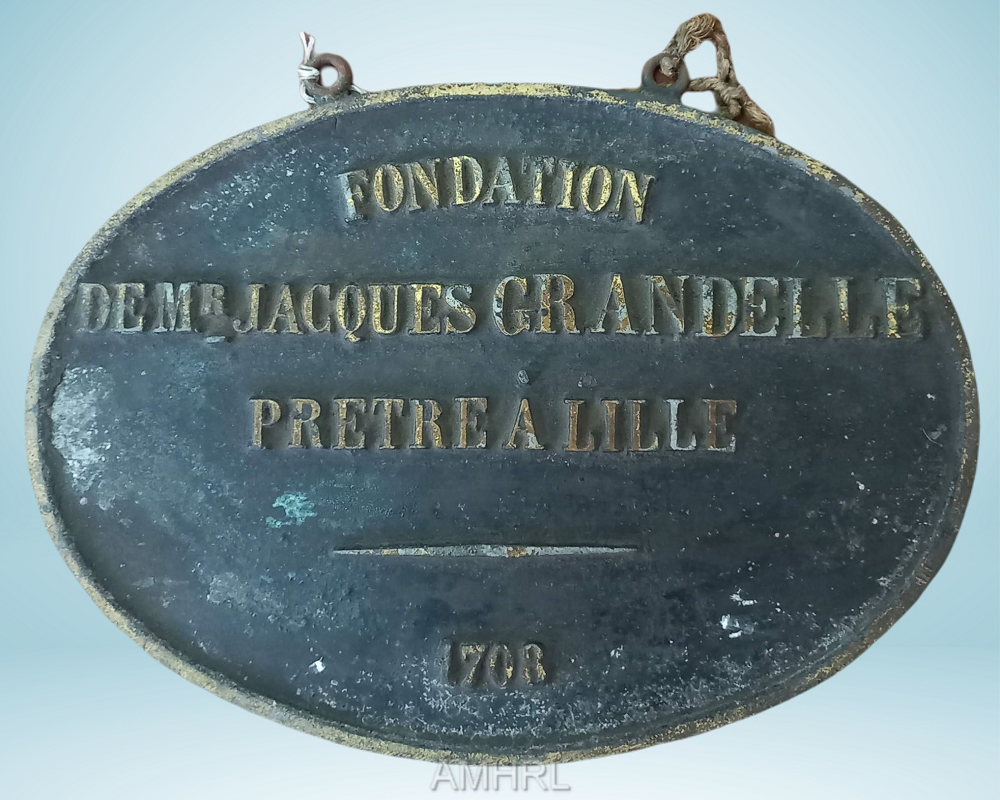 FONDATION
DE MR JACQUES GRANDELLE
PRETRE À LILLE
1708
AMHRL